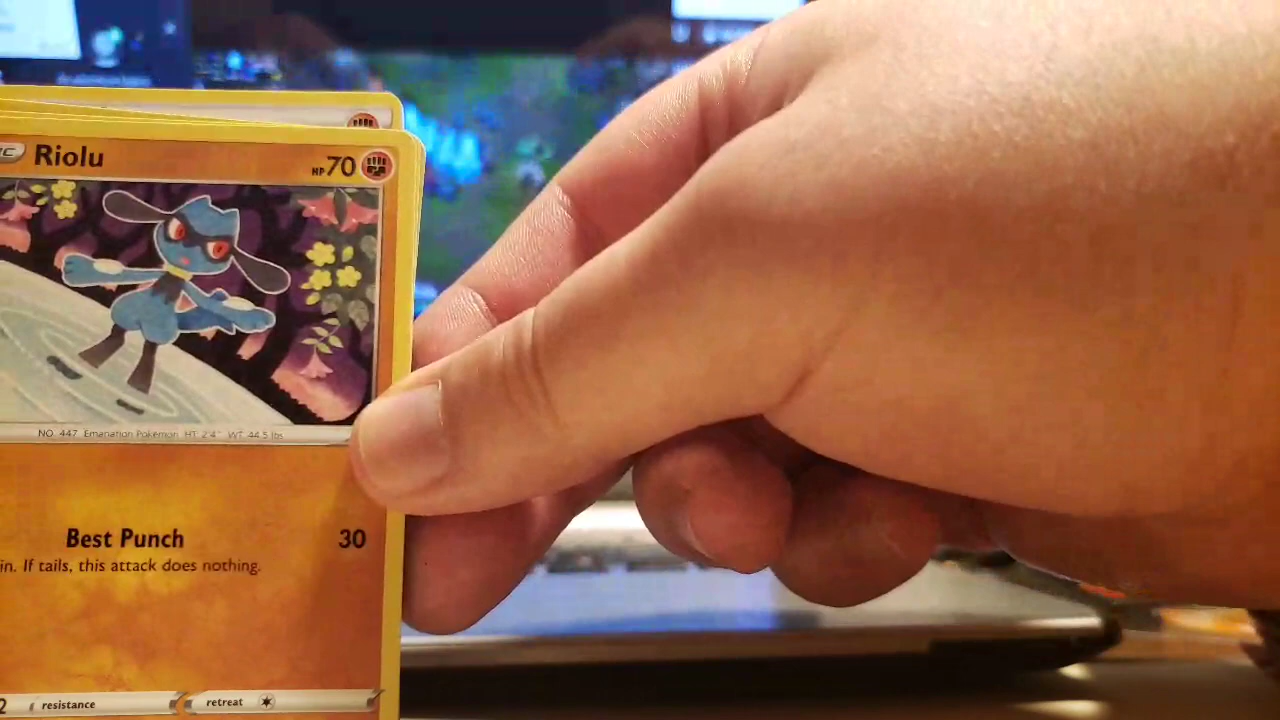 Riolu HP70
NO. 447 Emanation Pokémon HT 2'4" WT 44.5 lbs
Best Punch 30
in. If tails, this attack does nothing.
2 resistance retreat